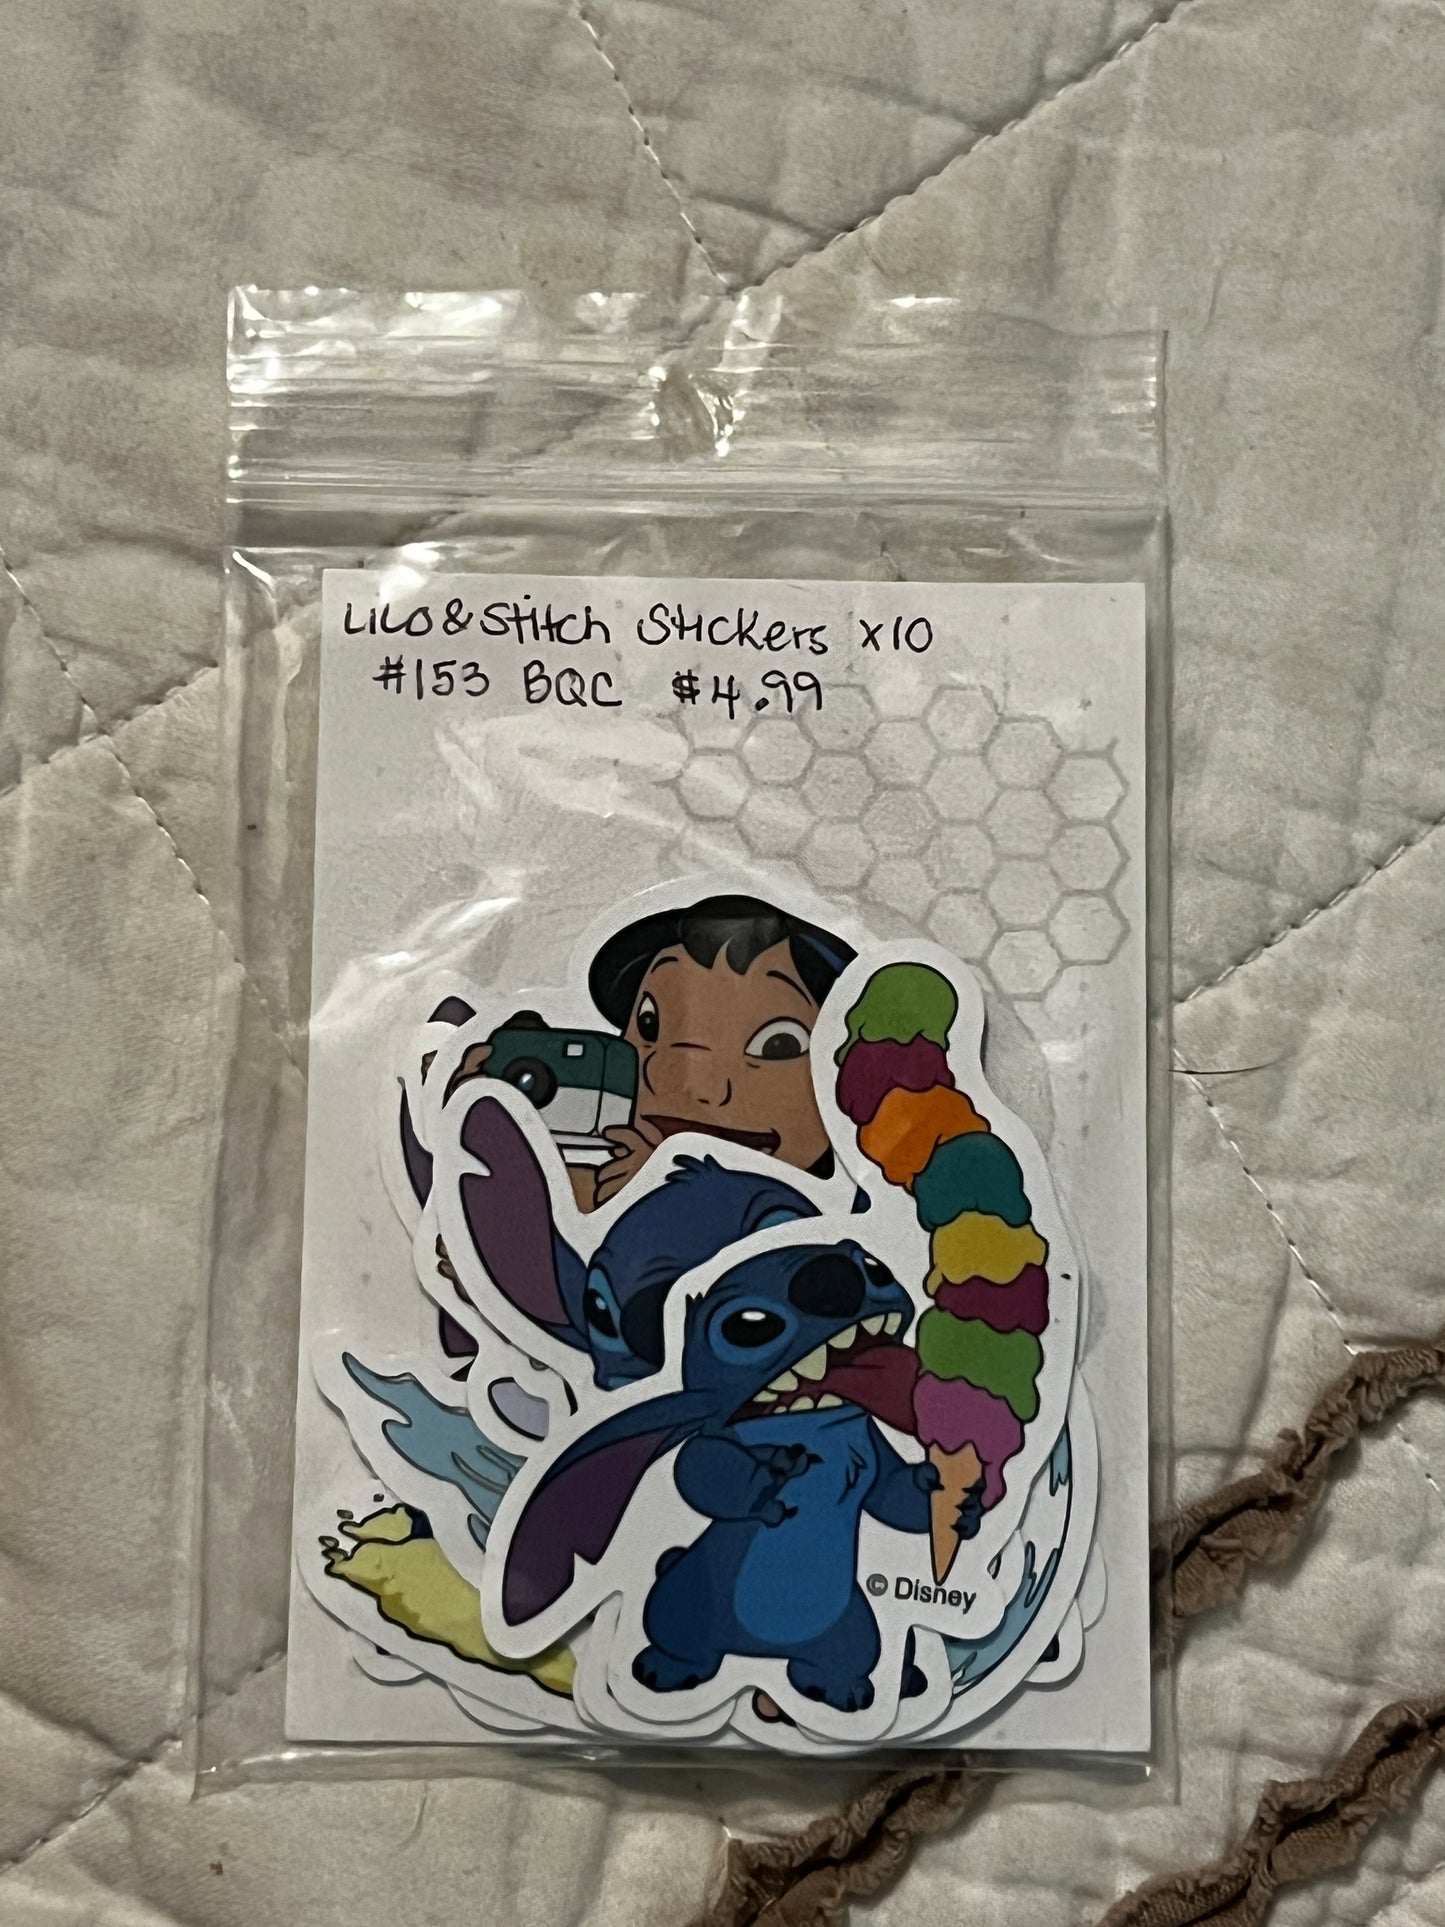 LILO & Stitch Stickers x10
#153 BQC $4.99
© Disney